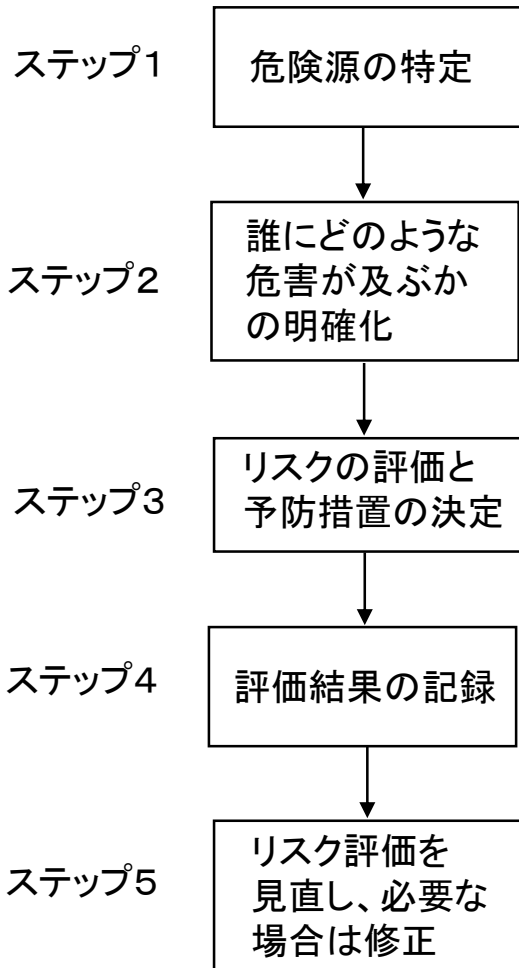 ステップ1
危険源の特定
ステップ2
誰にどのような
危害が及ぶか
の明確化
ステップ3
リスクの評価と
予防措置の決定
ステップ4
評価結果の記録
ステップ5
リスク評価を
見直し、必要な
場合は修正